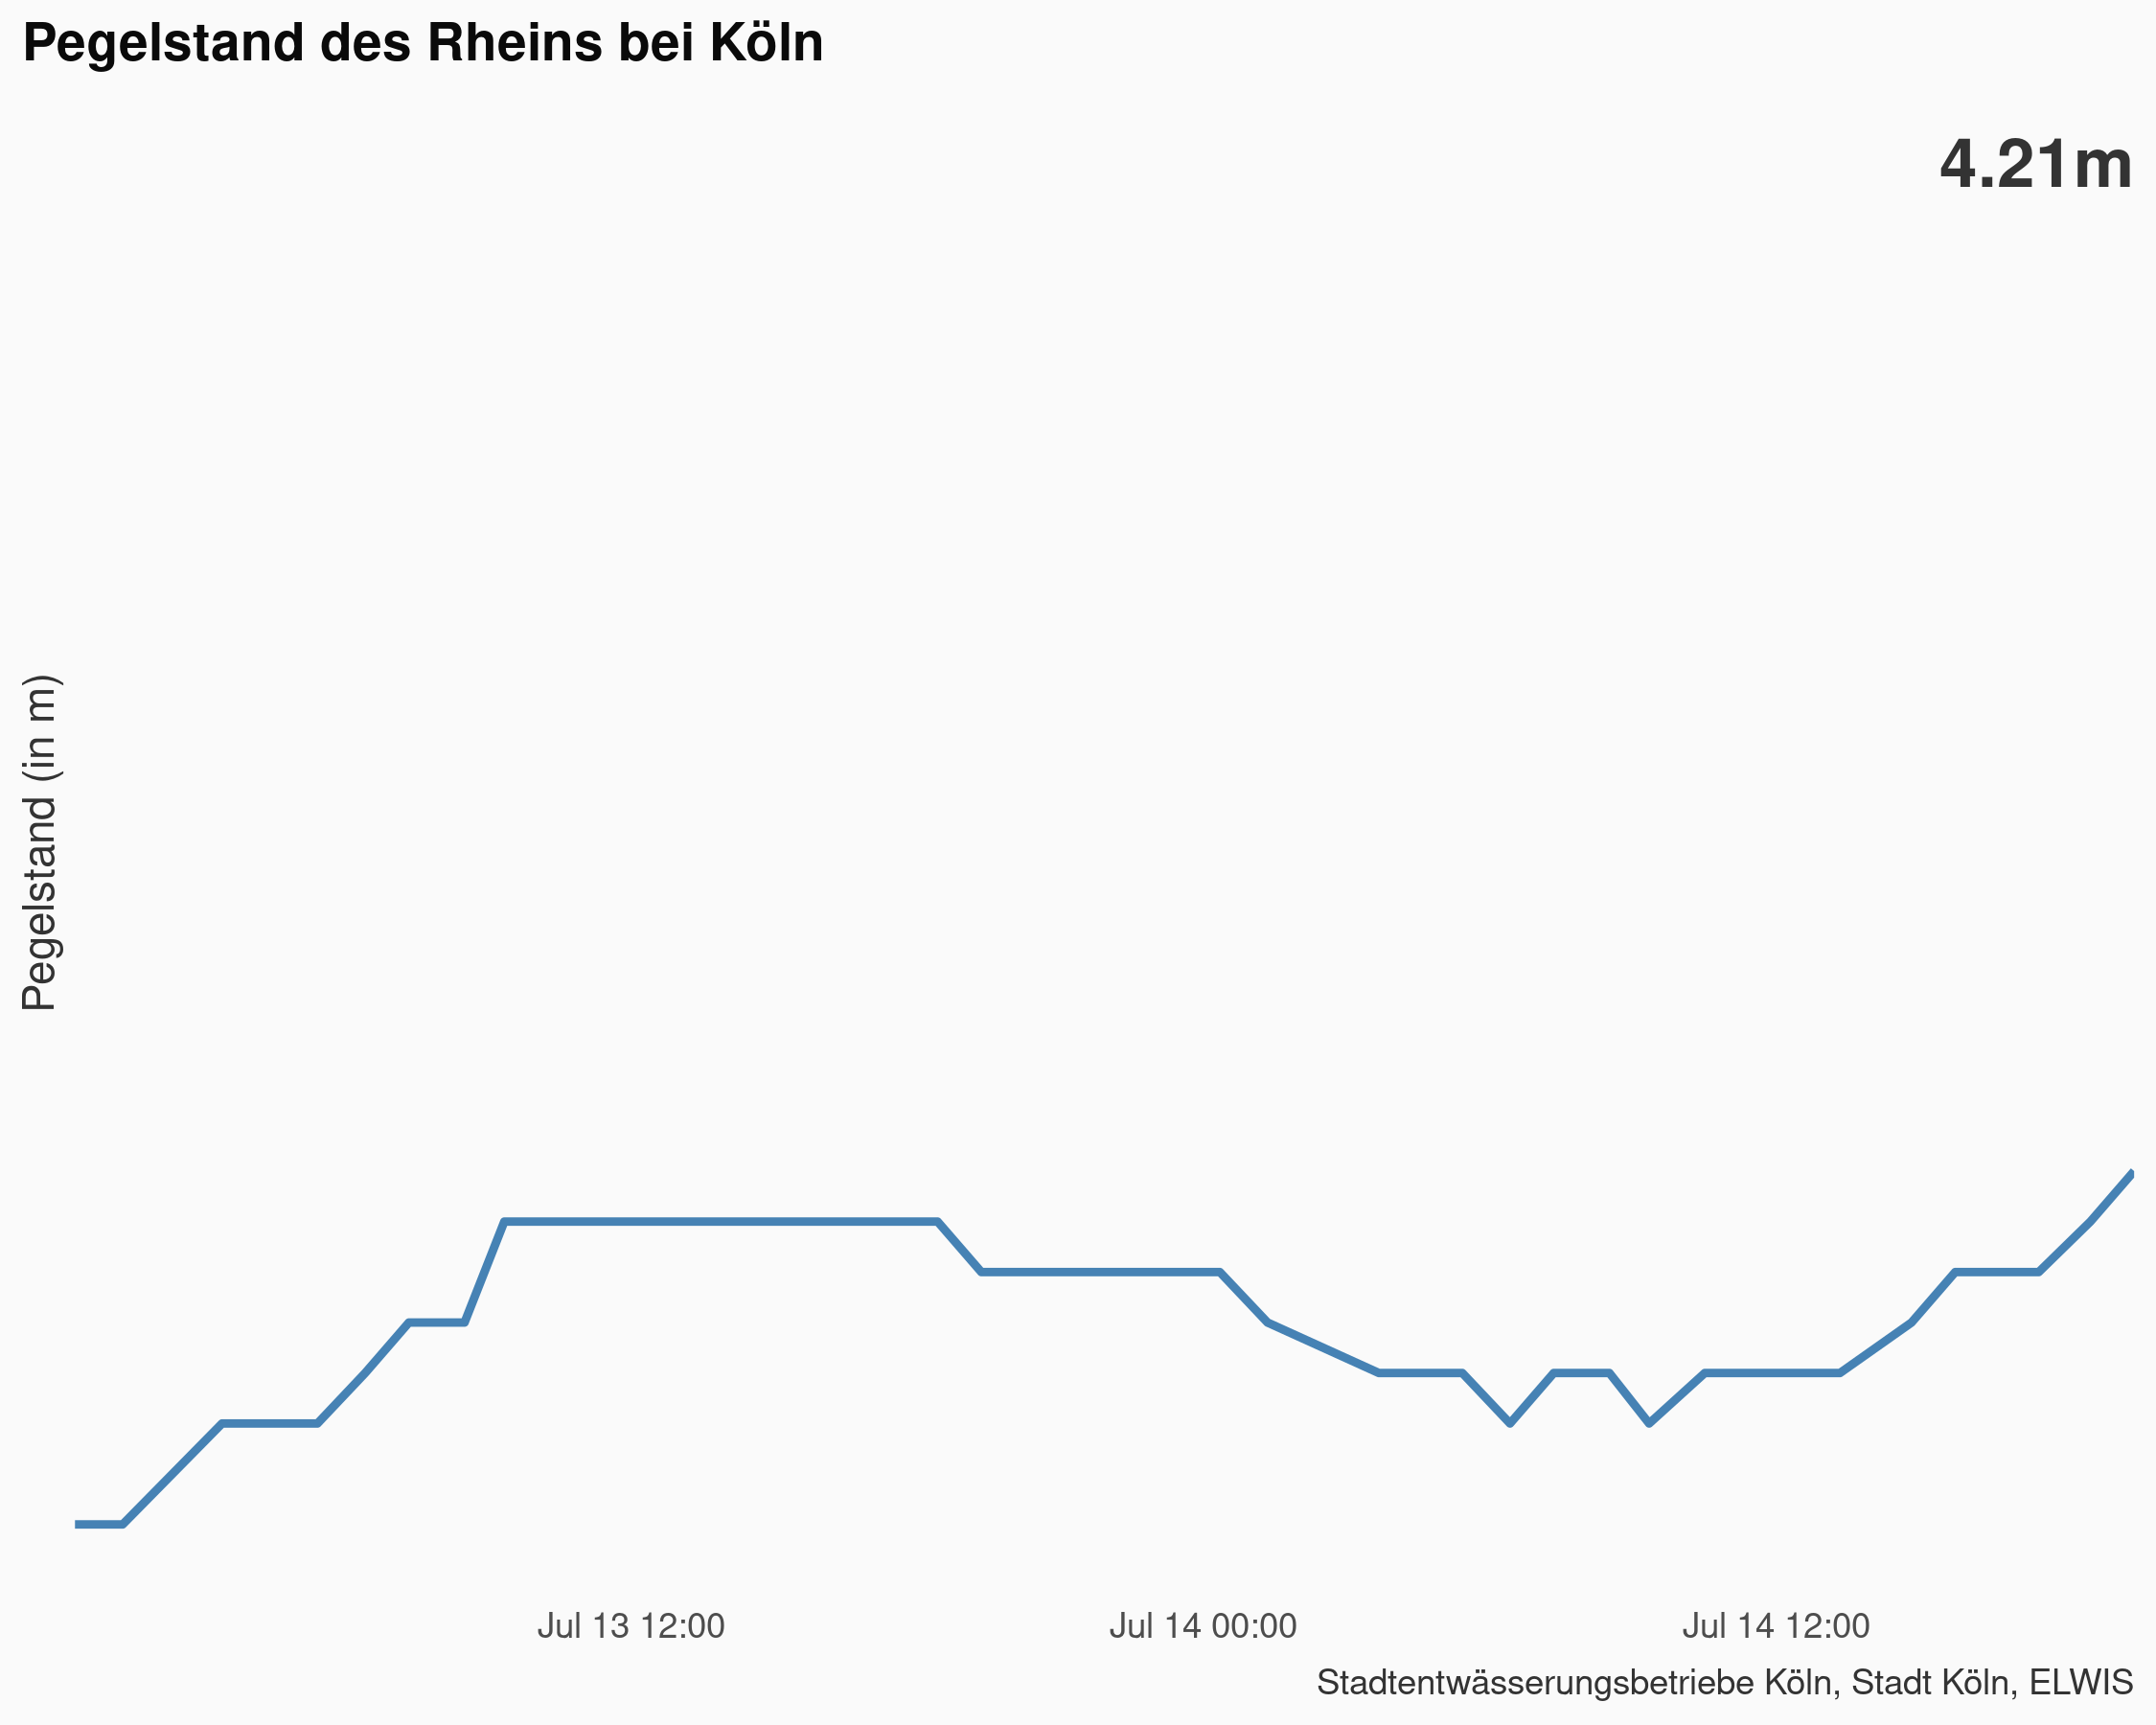 Pegelstand des Rheins bei Köln
4.21m
Pegelstand (in m)
Jul 13 12:00
Jul 14 00:00
Jul 14 12:00
Stadtentwässerungsbetriebe Köln, Stadt Köln, ELWIS